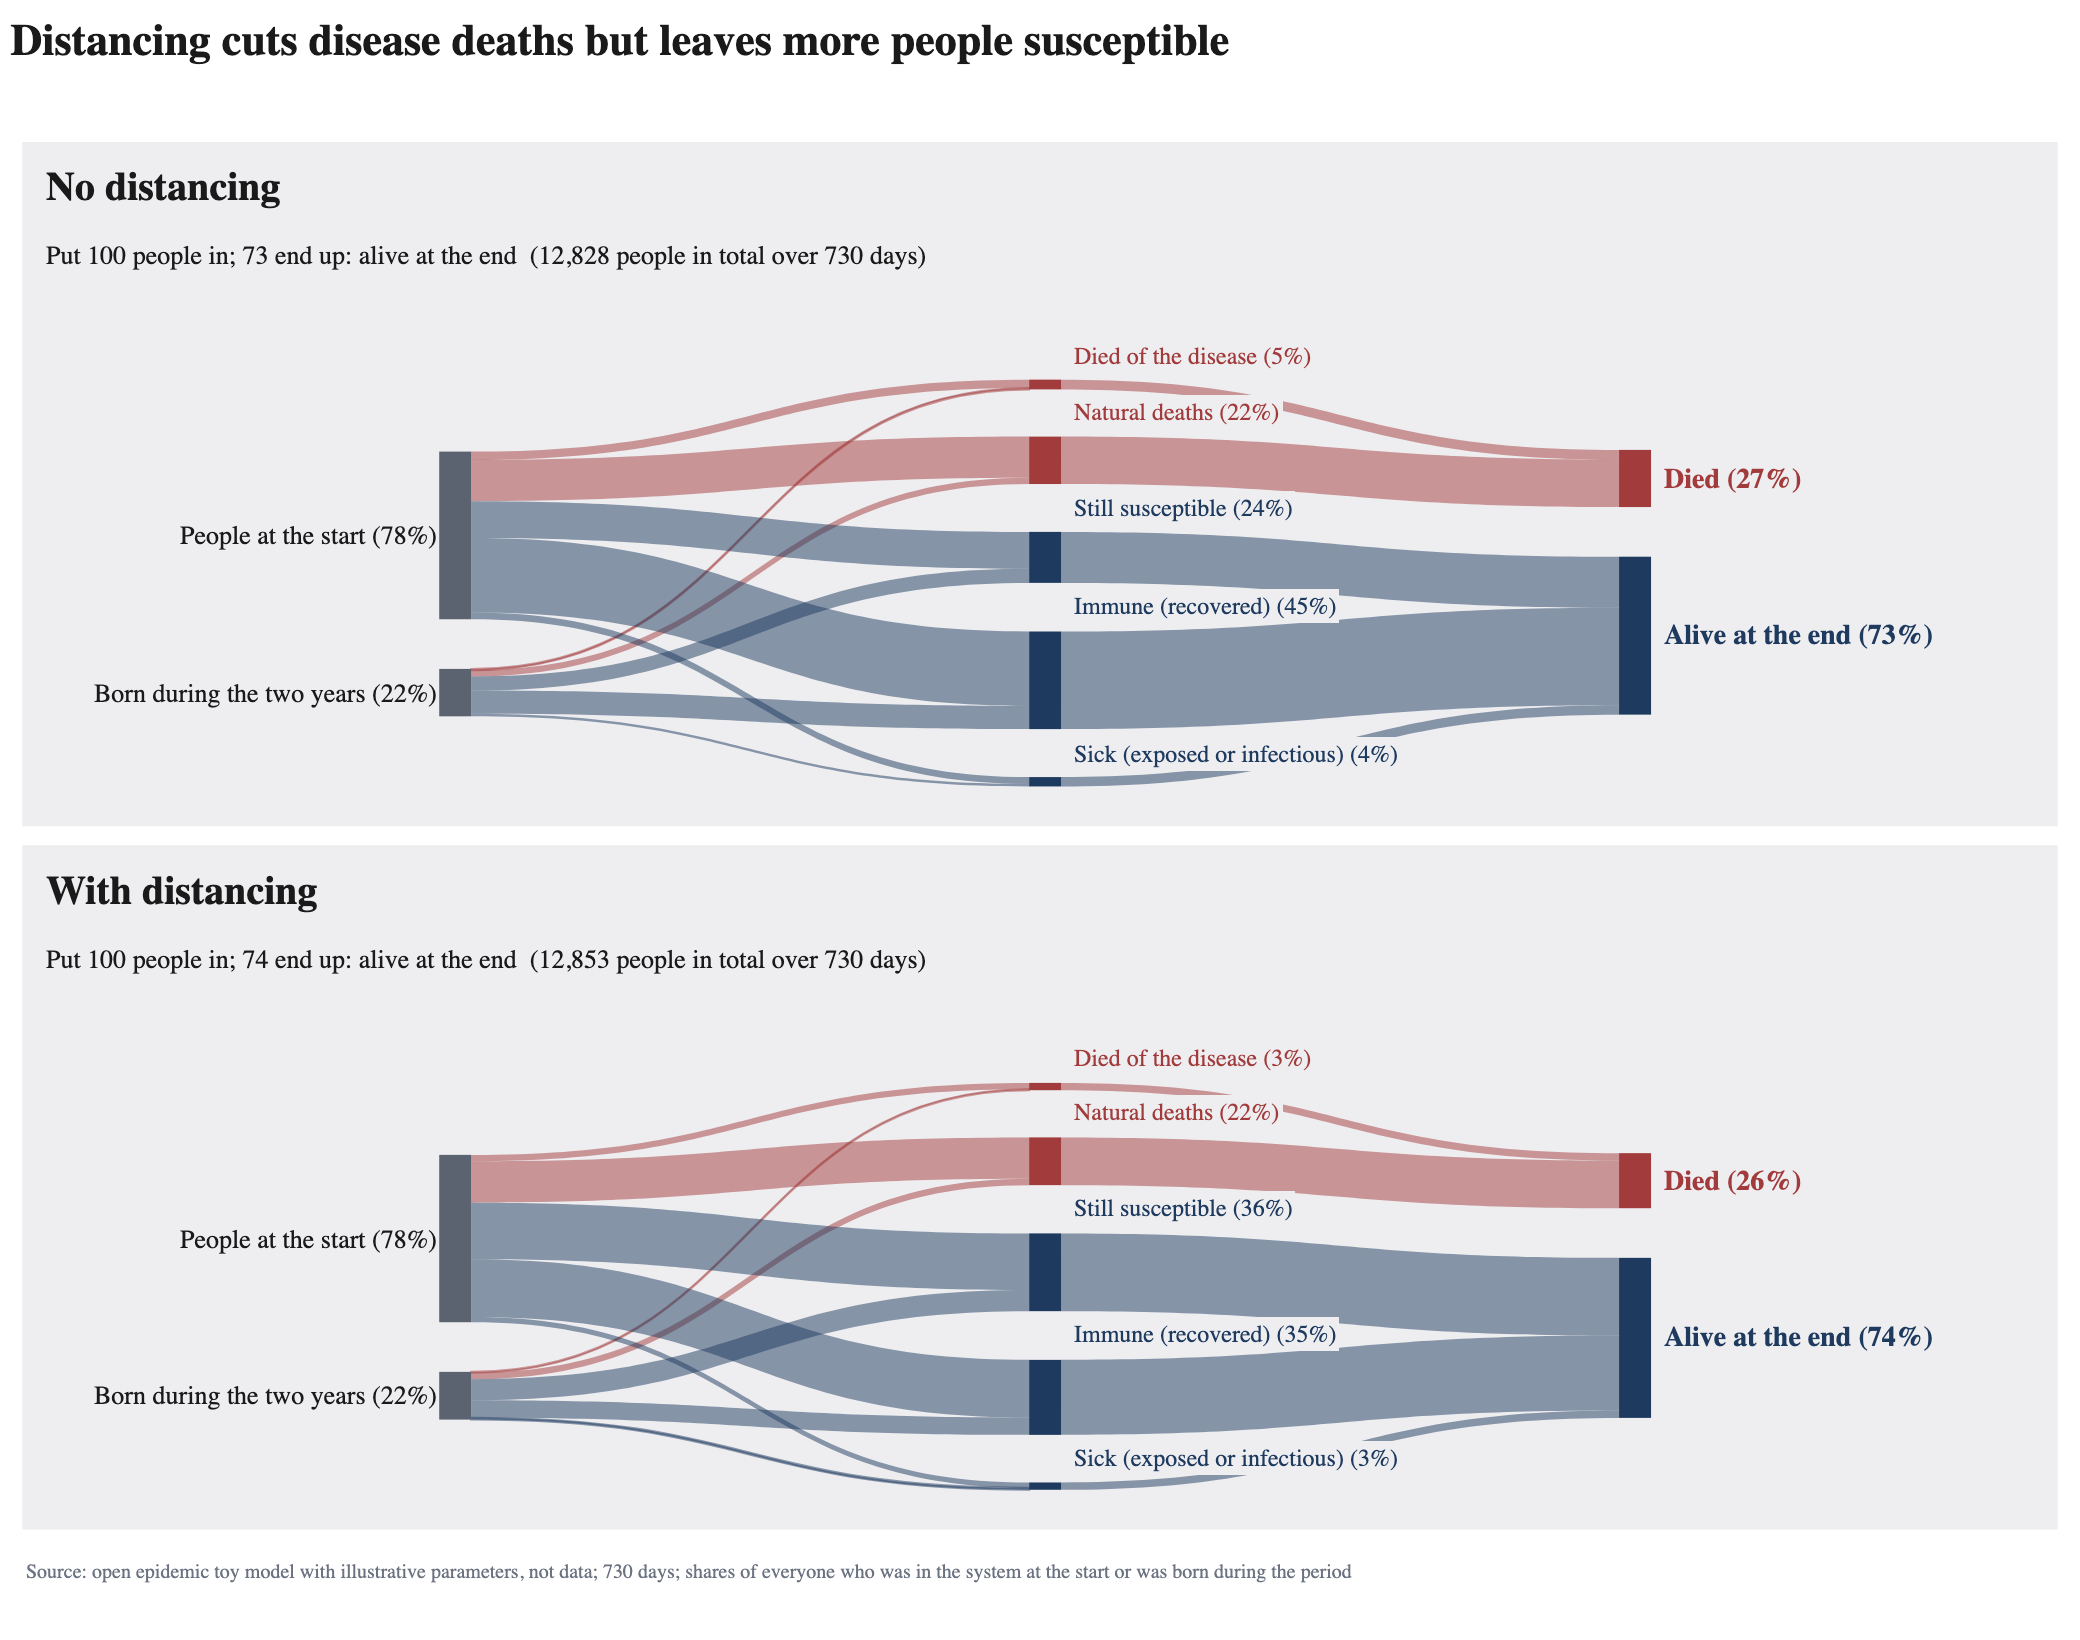 Distancing cuts disease deaths but leaves more people susceptible
No distancing
Put 100 people in; 73 end up: alive at the end (12,828 people in total over 730 days)
Died of the disease (5%)
Natural deaths (22%)
Died (27%)
Still susceptible (24%)
People at the start (78%)
Immune (recovered) (45%)
Alive at the end (73%)
Born during the two years (22%)
Sick (exposed or infectious) (4%)
With distancing
Put 100 people in; 74 end up: alive at the end (12,853 people in total over 730 days)
Died of the disease (3%)
Natural deaths (22%)
Died (26%)
Still susceptible (36%)
People at the start (78%)
Immune (recovered) (35%)
Alive at the end (74%)
Born during the two years (22%)
Sick (exposed or infectious) (3%)
Source: open epidemic toy model with illustrative parameters, not data; 730 days; shares of everyone who was in the system at the start or was born during the period